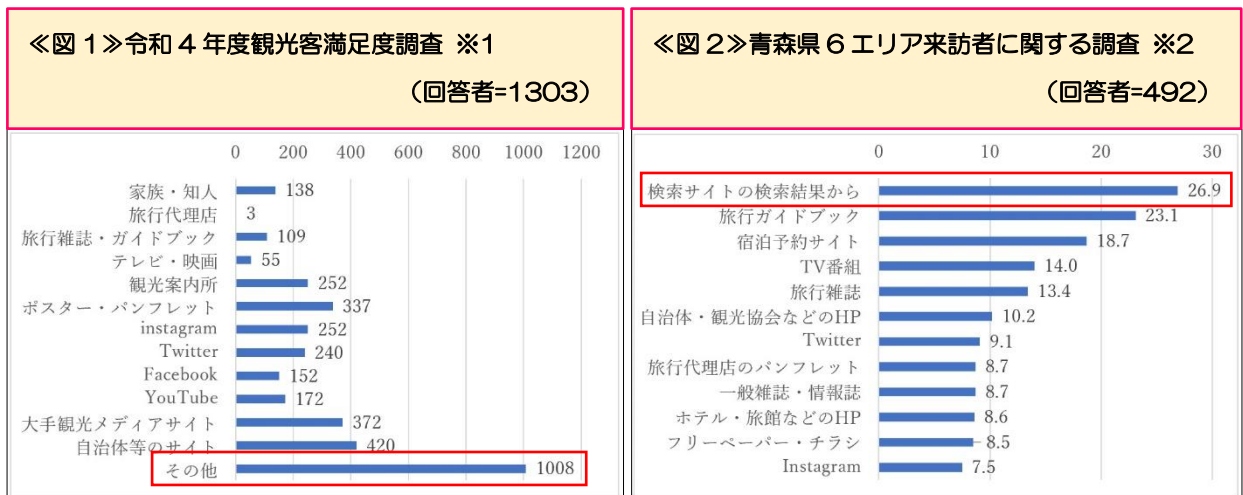 ≪図1≫令和4年度観光客満足度調査 ※1
(回答者=1303)
0 200 400 600 800 1000 1200
家族・知人 138
旅行代理店 3
旅行雑誌・ガイドブック 109
テレビ・映画 55
観光案内所 252
ポスター・パンフレット 337
instagram 252
Twitter 240
Facebook 152
YouTube 172
大手観光メディアサイト 372
自治体等のサイト 420
その他 1008
≪図2≫青森県6エリア来訪者に関する調査 ※2
(回答者=492)
0 10 20 30
検索サイトの検索結果から 26.9
旅行ガイドブック 23.1
宿泊予約サイト 18.7
TV番組 14.0
旅行雑誌 13.4
自治体・観光協会などのHP 10.2
Twitter 9.1
旅行代理店のパンフレット 8.7
一般雑誌・情報誌 8.7
ホテル・旅館などのHP 8.6
フリーペーパー・チラシ 8.5
Instagram 7.5